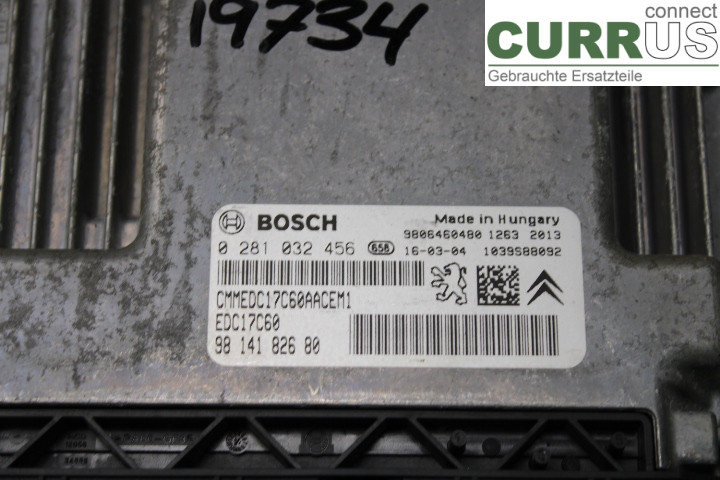 19734
connect
CURRUS
Gebrauchte Ersatzteile
BOSCH
Made in Hungary
9806460480 1263 2013
0 281 032 456 658 16-03-04 1039S88092
CMMEDC17C60AACEM1
EDC17C60
98 141 826 80